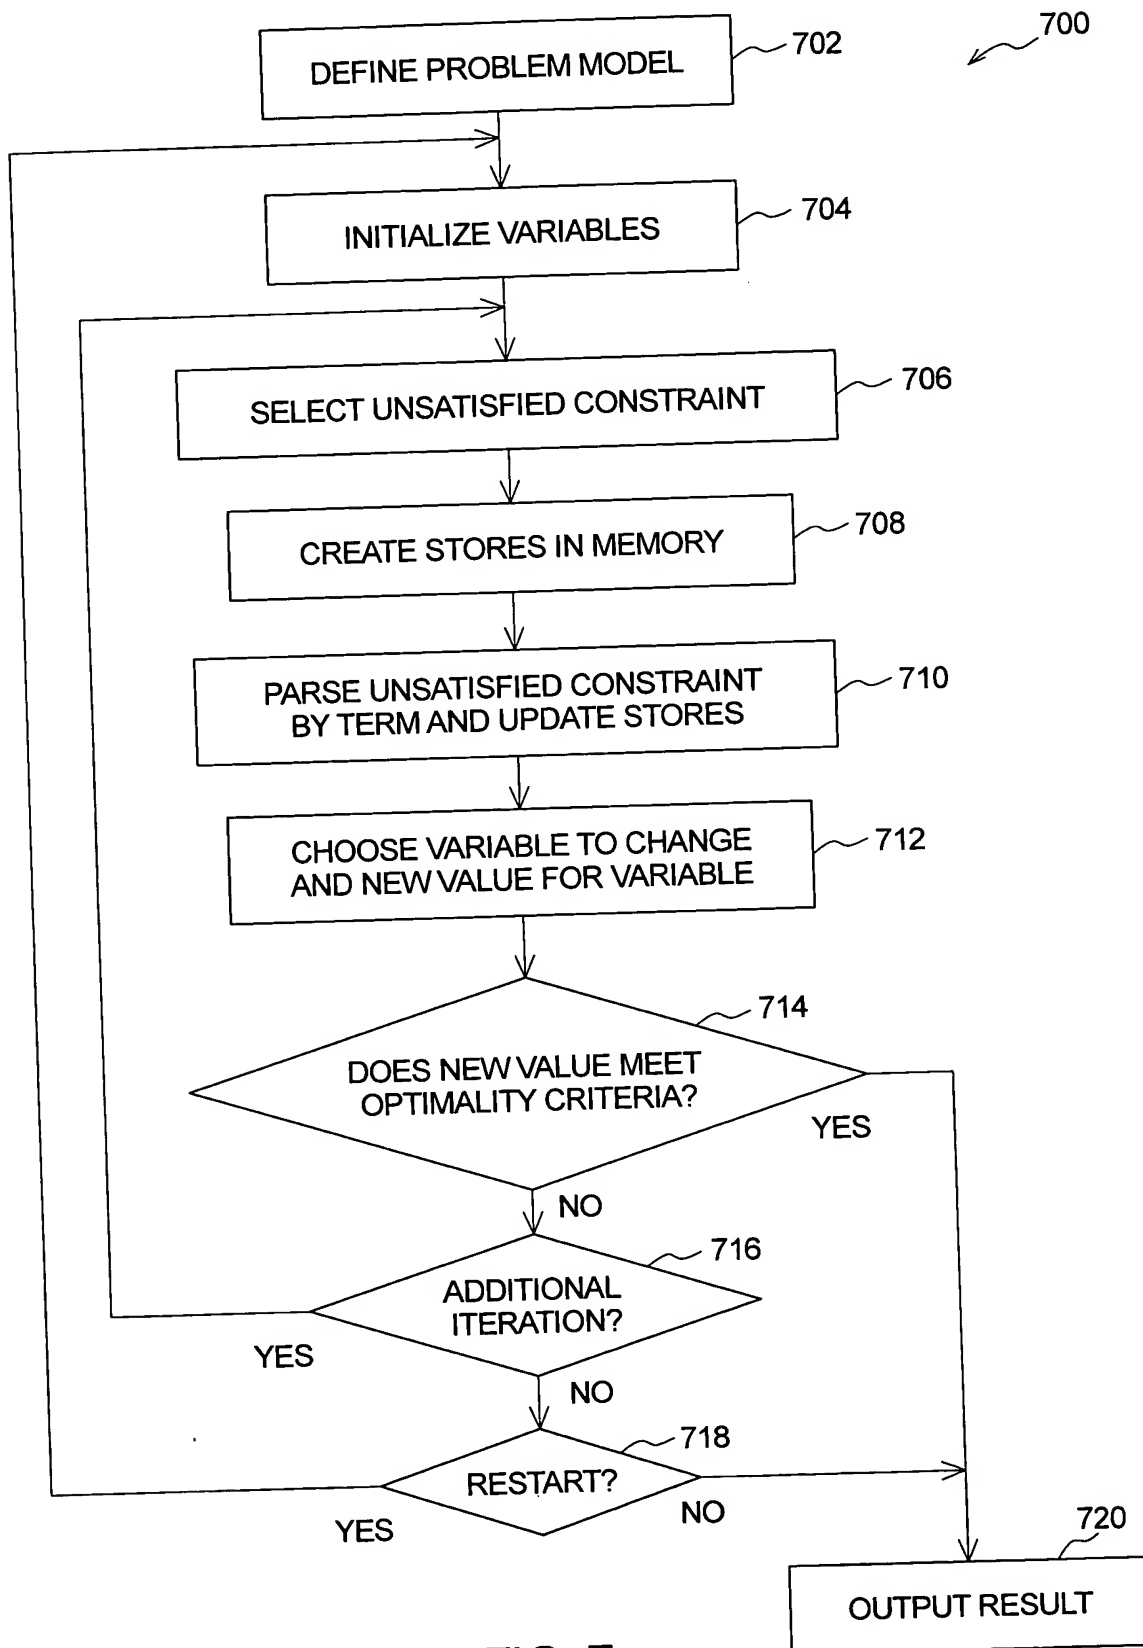 700
DEFINE PROBLEM MODEL
702
INITIALIZE VARIABLES
704
SELECT UNSATISFIED CONSTRAINT
706
CREATE STORES IN MEMORY
708
PARSE UNSATISFIED CONSTRAINT
BY TERM AND UPDATE STORES
710
CHOOSE VARIABLE TO CHANGE
AND NEW VALUE FOR VARIABLE
712
714
DOES NEW VALUE MEET
OPTIMALITY CRITERIA?
YES
NO
716
ADDITIONAL
ITERATION?
YES
NO
718
RESTART?
YES
NO
720
OUTPUT RESULT